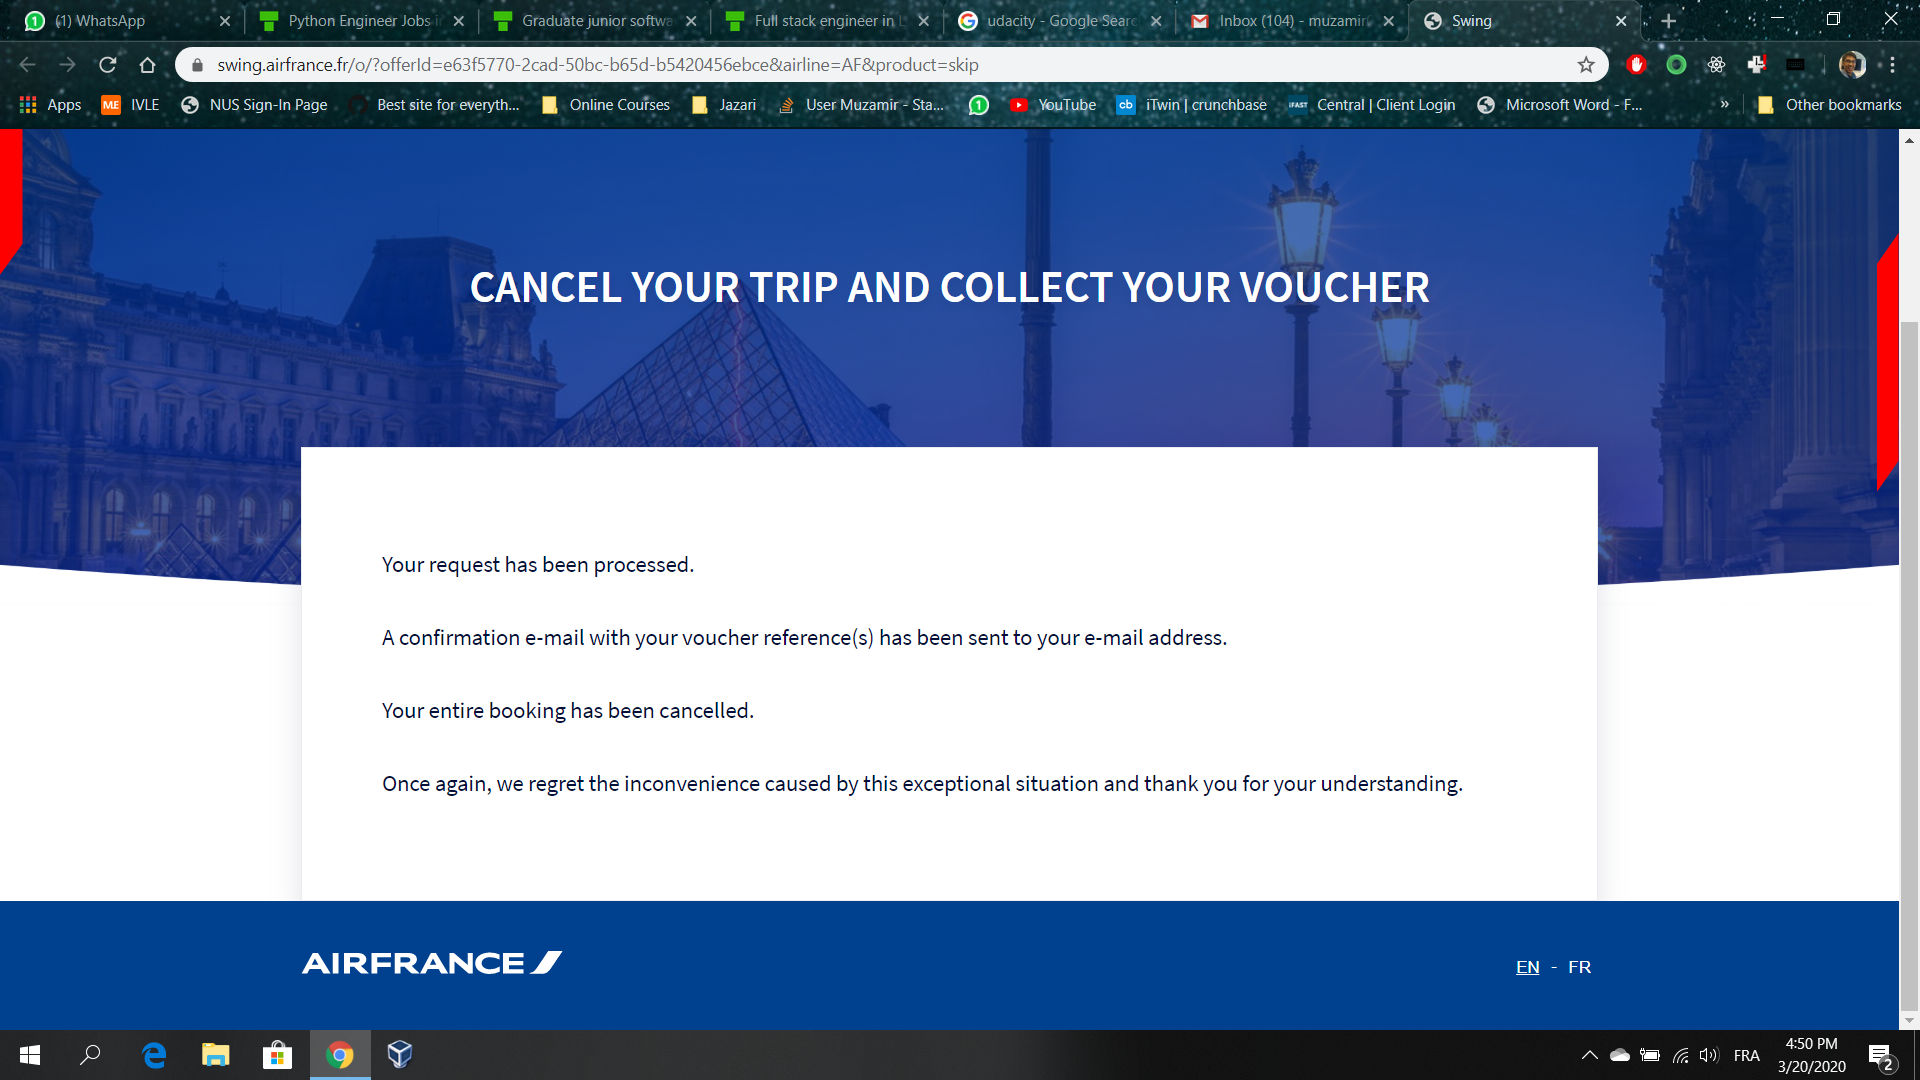 (1) WhatsApp
Python Engineer Jobs i
Graduate junior softwa
Full stack engineer in L
udacity - Google Searc
Inbox (104) - muzamir
Swing
swing.airfrance.fr/o/?offerId=e63f5770-2cad-50bc-b65d-b5420456ebce&airline=AF&product=skip
Apps
ME IVLE
NUS Sign-In Page
Best site for everyth...
Online Courses
Jazari
User Muzamir - Sta...
1
YouTube
cb iTwin | crunchbase
iFAST Central | Client Login
Microsoft Word - F...
»
Other bookmarks
CANCEL YOUR TRIP AND COLLECT YOUR VOUCHER
Your request has been processed.
A confirmation e-mail with your voucher reference(s) has been sent to your e-mail address.
Your entire booking has been cancelled.
Once again, we regret the inconvenience caused by this exceptional situation and thank you for your understanding.
AIRFRANCE
EN - FR
FRA
4:50 PM
3/20/2020
2